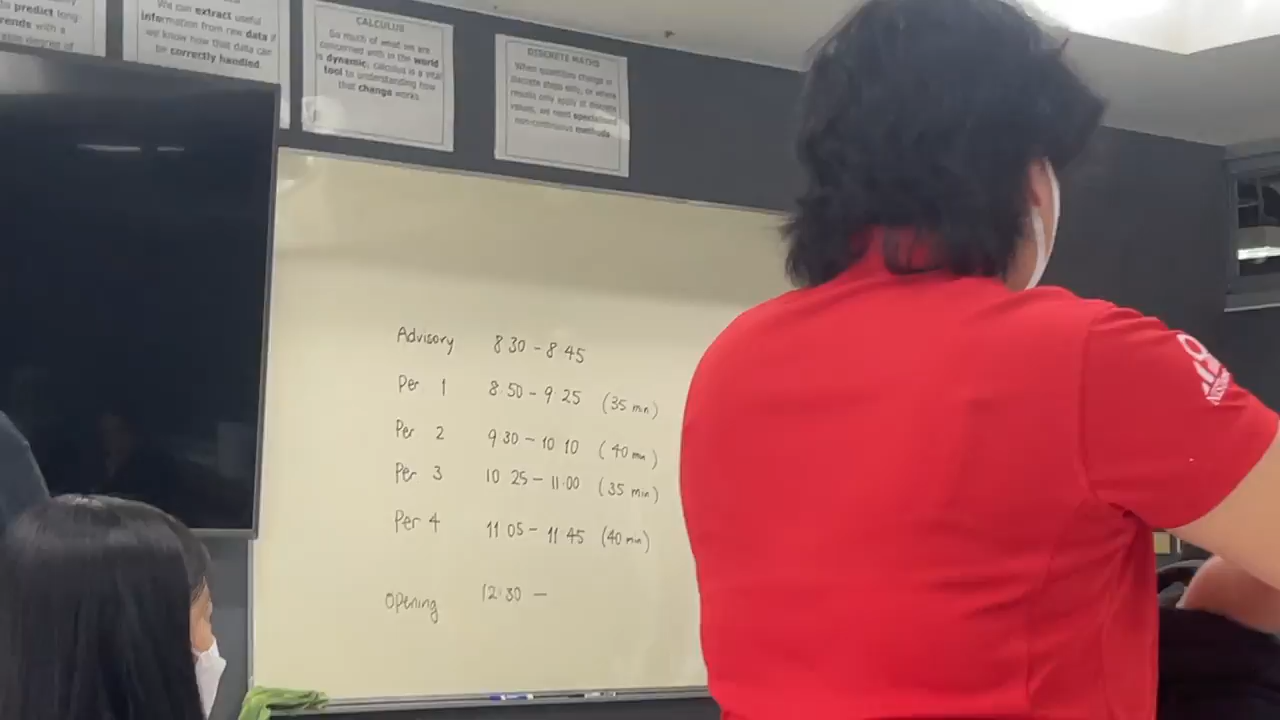 to predict long
trends with a
able degree of
We can extract useful
information from raw data if
we know how that data can
be correctly handled.
CALCULUS
So much of what we are
concerned with in the world
is dynamic; calculus is a vital
tool to understanding how
that change works.
DISCRETE MATHS
When quantities change in
discrete steps only, or where
results only apply at discrete
values, we need specialised
non-continuous methods.
Advisory 8 30 - 8 45
Per 1 8 50 - 9 25 (35 min)
Per 2 9 30 - 10 10 (40 min)
Per 3 10 25 - 11:00 (35 min)
Per 4 11 05 - 11 45 (40 min)
Opening 12:30 -